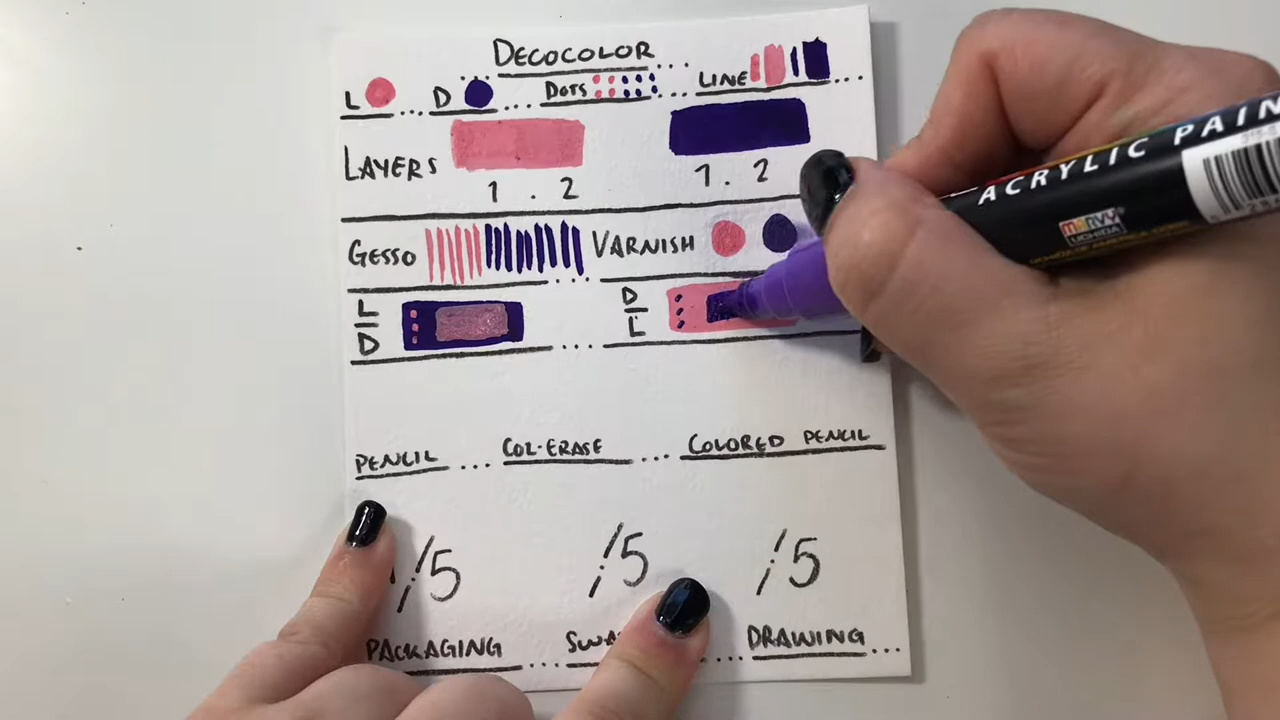 DECOCOLOR...
L ... D ... DOTS ... LINE ...
LAYERS
1 . 2 1 . 2
GESSO VARNISH
L
D
D
L
PENCIL ... COL-ERASE ... COLORED PENCIL
/5 /5 /5
PACKAGING ... ... DRAWING ...
ACRYLIC
MARVY
UCHIDA